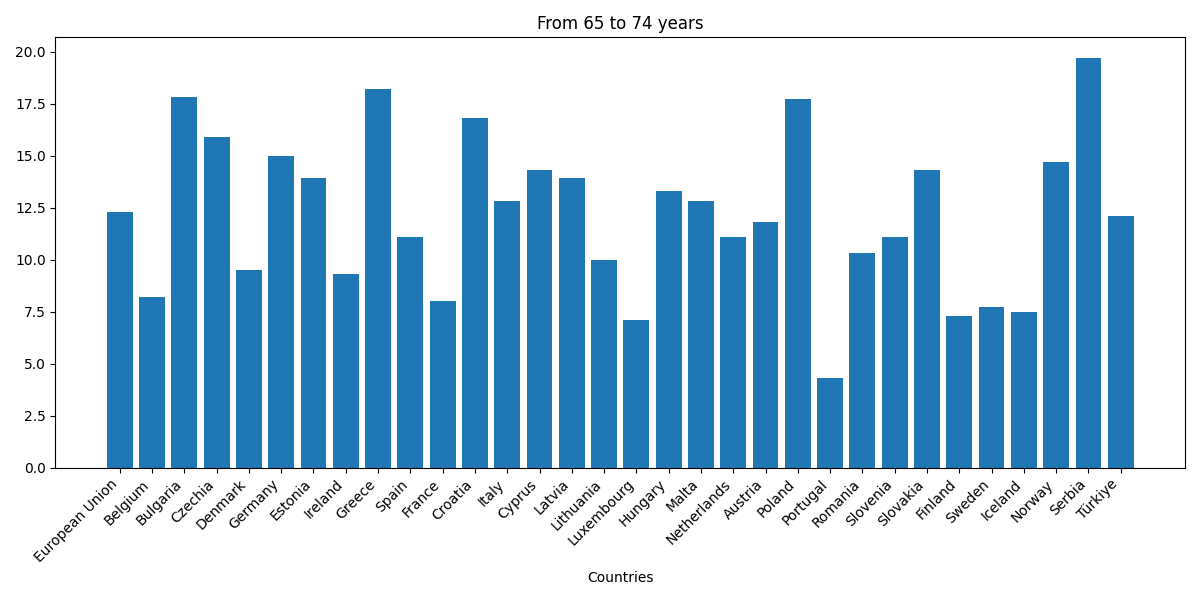 From 65 to 74 years
20.0
17.5
15.0
12.5
10.0
7.5
5.0
2.5
0.0
European Union
Belgium
Bulgaria
Czechia
Denmark
Germany
Estonia
Ireland
Greece
Spain
France
Croatia
Italy
Cyprus
Latvia
Lithuania
Luxembourg
Hungary
Malta
Netherlands
Austria
Poland
Portugal
Romania
Slovenia
Slovakia
Finland
Sweden
Iceland
Norway
Serbia
Türkiye
Countries